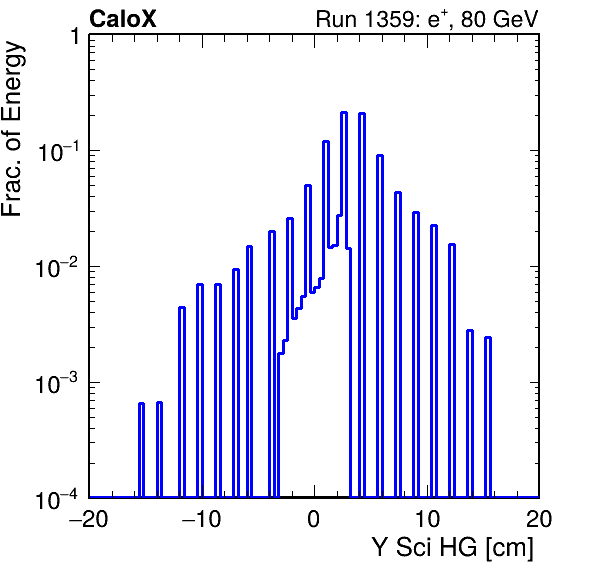 CaloX Run 1359: e⁺, 80 GeV
Frac. of Energy
1
10⁻¹
10⁻²
10⁻³
10⁻⁴
−20 −10 0 10 20
Y Sci HG [cm]